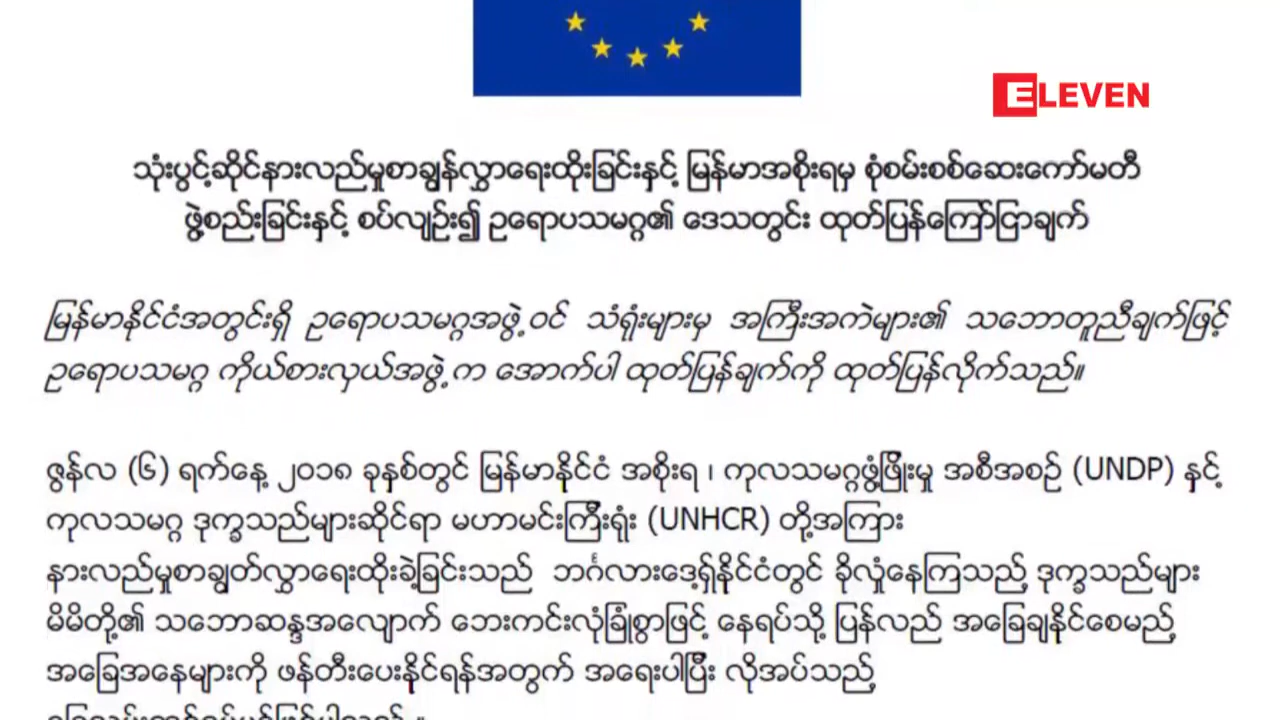 ELEVEN
သုံးပွင့်ဆိုင်နားလည်မှုစာချွန်လွှာရေးထိုးခြင်းနှင့် မြန်မာအစိုးရမှ စုံစမ်းစစ်ဆေးကော်မတီ
ဖွဲ့စည်းခြင်းနှင့် စပ်လျဉ်း၍ ဥရောပသမဂ္ဂ၏ ဒေသတွင်း ထုတ်ပြန်ကြော်ငြာချက်
မြန်မာနိုင်ငံအတွင်းရှိ ဥရောပသမဂ္ဂအဖွဲ့ဝင် သံရုံးများမှ အကြီးအကဲများ၏ သဘောတူညီချက်ဖြင့်
ဥရောပသမဂ္ဂ ကိုယ်စားလှယ်အဖွဲ့က အောက်ပါ ထုတ်ပြန်ချက်ကို ထုတ်ပြန်လိုက်သည်။
ဇွန်လ (၆) ရက်နေ့ ၂၀၁၈ ခုနှစ်တွင် မြန်မာနိုင်ငံ အစိုးရ ၊ ကုလသမဂ္ဂဖွံ့ဖြိုးမှု အစီအစဉ် (UNDP) နှင့်
ကုလသမဂ္ဂ ဒုက္ခသည်များဆိုင်ရာ မဟာမင်းကြီးရုံး (UNHCR) တို့အကြား
နားလည်မှုစာချွတ်လွှာရေးထိုးခဲ့ခြင်းသည် ဘင်္ဂလားဒေ့ရှ်နိုင်ငံတွင် ခိုလှုံနေကြသည့် ဒုက္ခသည်များ
မိမိတို့၏ သဘောဆန္ဒအလျောက် ဘေးကင်းလုံခြုံစွာဖြင့် နေရပ်သို့ ပြန်လည် အခြေချနိုင်စေမည့်
အခြေအနေများကို ဖန်တီးပေးနိုင်ရန်အတွက် အရေးပါပြီး လိုအပ်သည့်